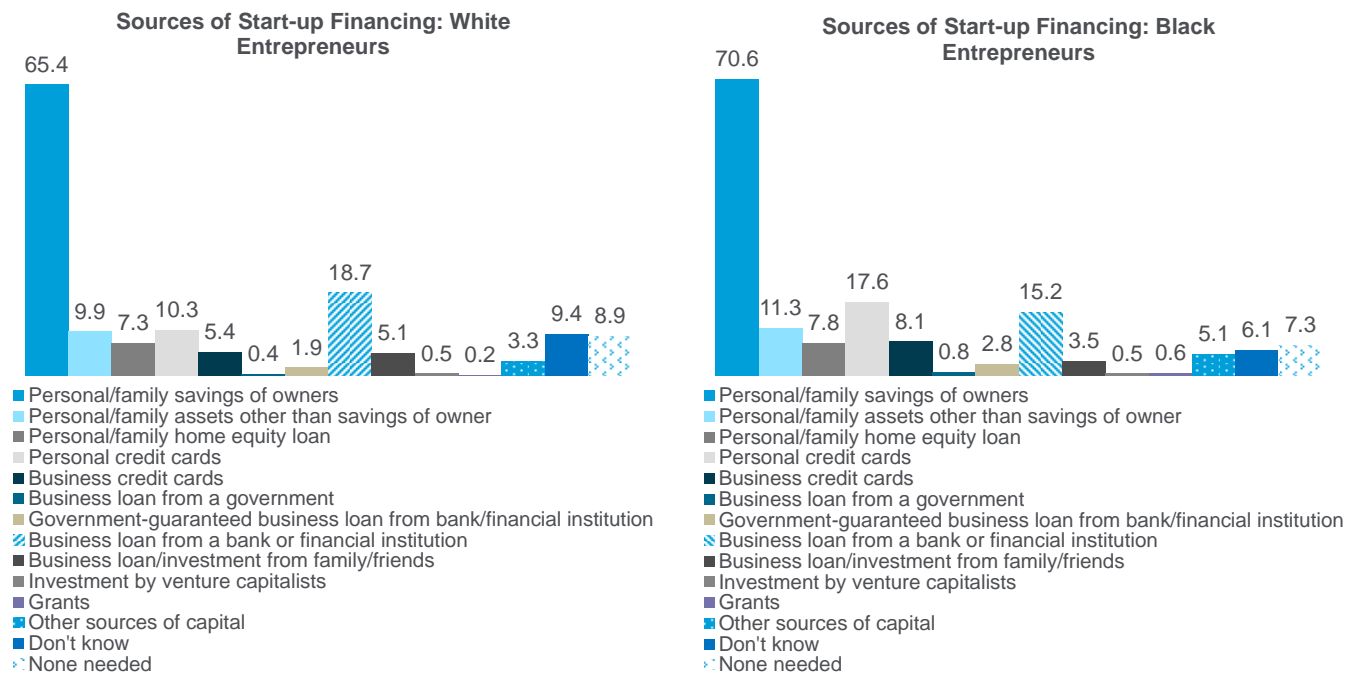 Sources of Start-up Financing: White
Entrepreneurs
65.4
9.9
7.3
10.3
5.4
0.4
1.9
18.7
5.1
0.5
0.2
3.3
9.4
8.9
Personal/family savings of owners
Personal/family assets other than savings of owner
Personal/family home equity loan
Personal credit cards
Business credit cards
Business loan from a government
Government-guaranteed business loan from bank/financial institution
Business loan from a bank or financial institution
Business loan/investment from family/friends
Investment by venture capitalists
Grants
Other sources of capital
Don't know
None needed
Sources of Start-up Financing: Black
Entrepreneurs
70.6
11.3
7.8
17.6
8.1
0.8
2.8
15.2
3.5
0.5
0.6
5.1
6.1
7.3
Personal/family savings of owners
Personal/family assets other than savings of owner
Personal/family home equity loan
Personal credit cards
Business credit cards
Business loan from a government
Government-guaranteed business loan from bank/financial institution
Business loan from a bank or financial institution
Business loan/investment from family/friends
Investment by venture capitalists
Grants
Other sources of capital
Don't know
None needed